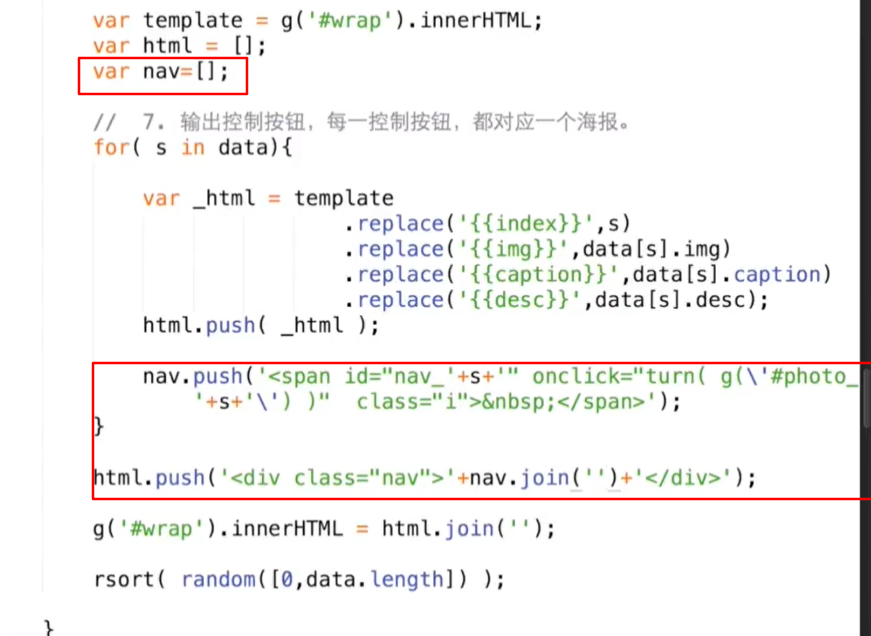 var template = g('#wrap').innerHTML;
var html = [];
var nav=[];
// 7. 输出控制按钮，每一控制按钮，都对应一个海报。
for( s in data){
var _html = template
.replace('{{index}}',s)
.replace('{{img}}',data[s].img)
.replace('{{caption}}',data[s].caption)
.replace('{{desc}}',data[s].desc);
html.push( _html );
nav.push('<span id="nav_'+s+'" onclick="turn( g(\'#photo_
'+s+'\') )" class="i">&nbsp;</span>');
}
html.push('<div class="nav">'+nav.join('')+'</div>');
g('#wrap').innerHTML = html.join('');
rsort( random([0,data.length]) );
}